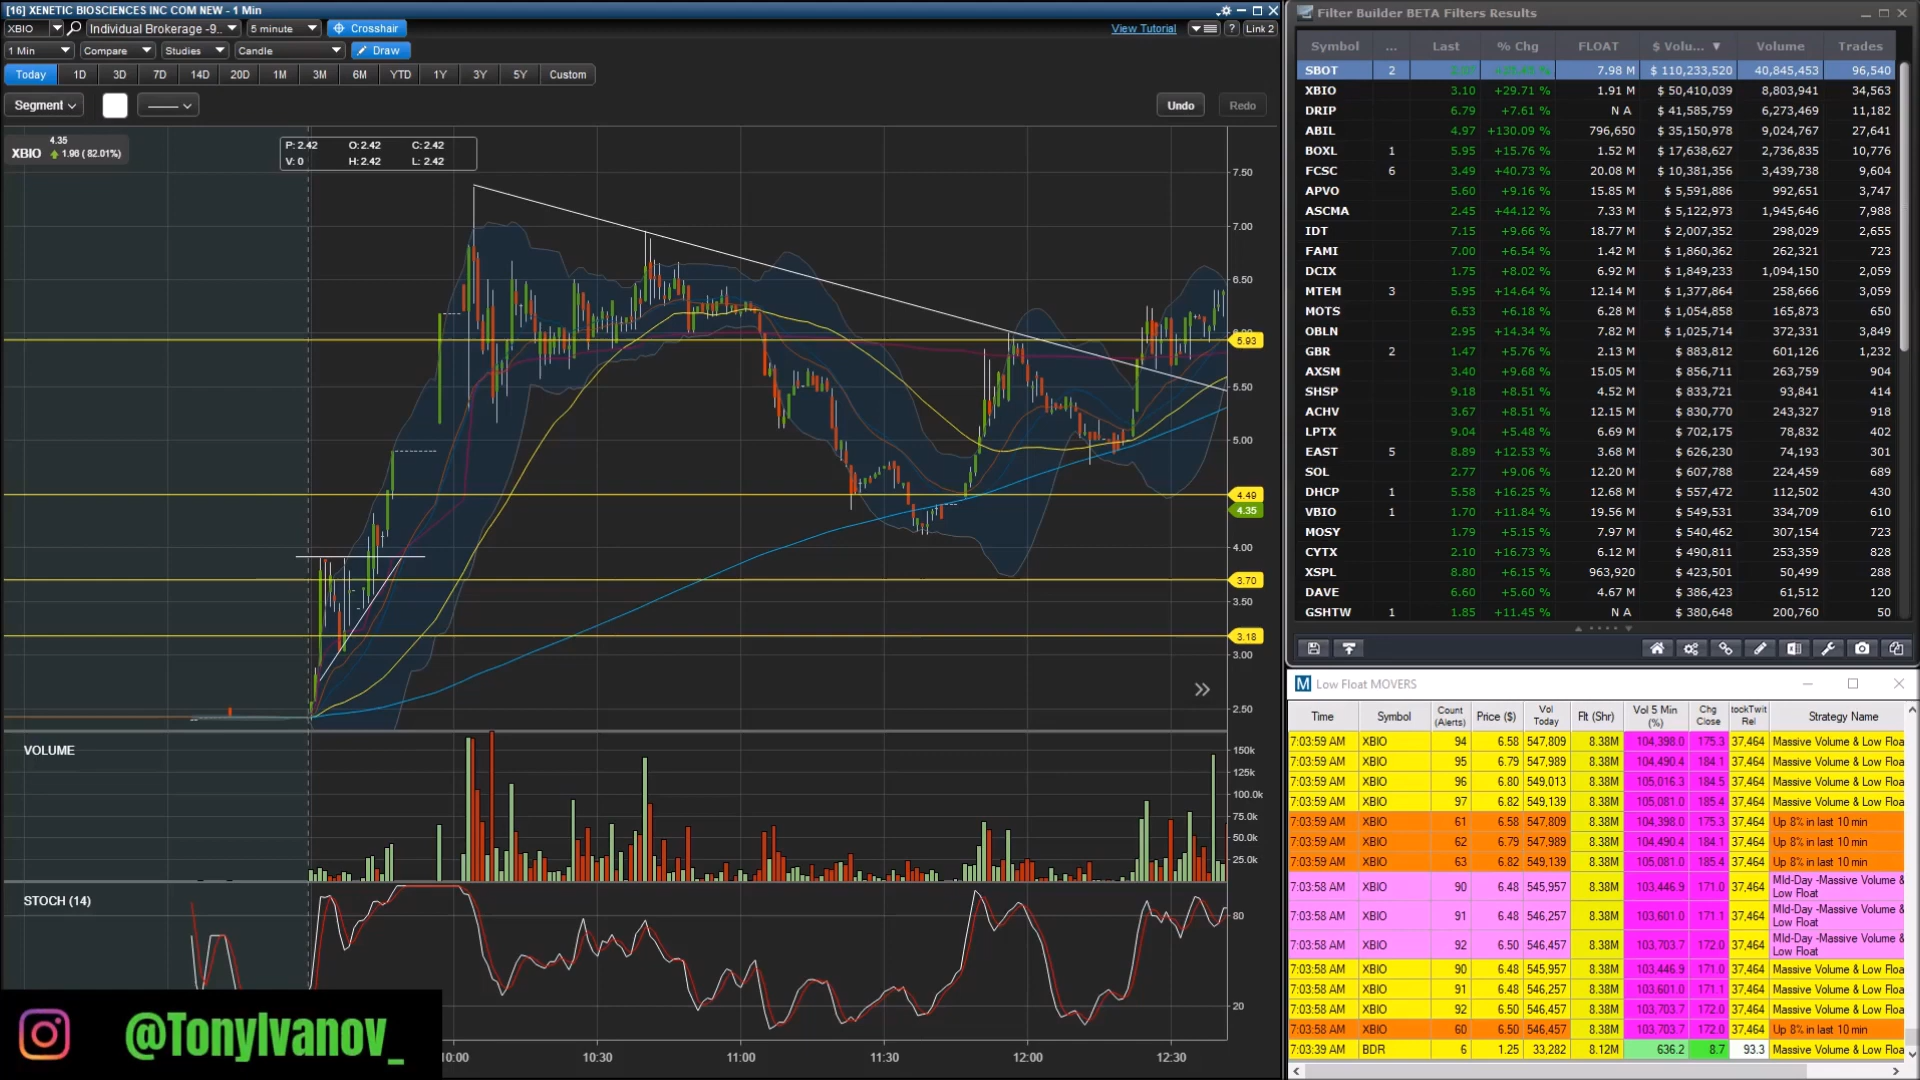 [16] XENETIC BIOSCIENCES INC COM NEW - 1 Min
XBIO Individual Brokerage -9.. 5 minute Crosshair View Tutorial ? Link 2
1 Min Compare Studies Candle Draw
Today 1D 3D 7D 14D 20D 1M 3M 6M YTD 1Y 3Y 5Y Custom
Segment Undo Redo
XBIO 4.35 1.96 ( 82.01%)
P: 2.42 O: 2.42 C: 2.42
V: 0 H: 2.42 L: 2.42
7.50
7.00
6.50
6.00
5.93
5.50
5.00
4.49
4.35
4.00
3.70
3.50
3.18
3.00
2.50
VOLUME
150k
125k
100.0k
75.0k
50.0k
25.0k
STOCH (14)
80
20
10:00 10:30 11:00 11:30 12:00 12:30
@TonyIvanov_
Filter Builder BETA Filters Results
Symbol ... Last % Chg FLOAT $ Volu... ▼ Volume Trades
SBOT 2 7.98 M $ 110,233,520 40,845,453 96,540
XBIO 3.10 +29.71 % 1.91 M $ 50,410,039 8,803,941 34,563
DRIP 6.79 +7.61 % N A $ 41,585,759 6,273,469 11,182
ABIL 4.97 +130.09 % 796,650 $ 35,150,978 9,024,767 27,641
BOXL 1 5.95 +15.76 % 1.52 M $ 17,638,627 2,736,835 10,776
FCSC 6 3.49 +40.73 % 20.08 M $ 10,381,356 3,439,738 9,604
APVO 5.60 +9.16 % 15.85 M $ 5,591,886 992,651 3,747
ASCMA 2.45 +44.12 % 7.33 M $ 5,122,973 1,945,646 7,988
IDT 7.15 +9.66 % 18.77 M $ 2,007,352 298,029 2,655
FAMI 7.00 +6.54 % 1.42 M $ 1,860,362 262,321 723
DCIX 1.75 +8.02 % 6.92 M $ 1,849,233 1,094,150 2,059
MTEM 3 5.95 +14.64 % 12.14 M $ 1,377,864 258,666 3,059
MOTS 6.53 +6.18 % 6.28 M $ 1,054,858 165,873 650
OBLN 2.95 +14.34 % 7.82 M $ 1,025,714 372,331 3,849
GBR 2 1.47 +5.76 % 2.13 M $ 883,812 601,126 1,232
AXSM 3.40 +9.68 % 15.05 M $ 856,711 263,759 904
SHSP 9.18 +8.51 % 4.52 M $ 833,721 93,841 414
ACHV 3.67 +8.51 % 12.15 M $ 830,770 243,327 918
LPTX 9.04 +5.48 % 6.69 M $ 702,175 78,832 402
EAST 5 8.89 +12.53 % 3.68 M $ 626,230 74,193 301
SOL 2.77 +9.06 % 12.20 M $ 607,788 224,459 689
DHCP 1 5.58 +16.25 % 12.68 M $ 557,472 112,502 430
VBIO 1 1.70 +11.84 % 19.56 M $ 549,531 334,709 610
MOSY 1.79 +5.15 % 7.97 M $ 540,462 307,154 723
CYTX 2.10 +16.73 % 6.12 M $ 490,811 253,359 828
XSPL 8.80 +6.15 % 963,920 $ 423,501 50,499 288
DAVE 6.60 +5.60 % 4.67 M $ 386,423 61,512 120
GSHTW 1 1.85 +11.45 % N A $ 380,648 200,760 50
M Low Float MOVERS
Time Symbol Count (Alerts) Price ($) Vol Today Flt (Shr) Vol 5 Min (%) Chg Close tockTwit Rel Strategy Name
7:03:59 AM XBIO 94 6.58 547,809 8.38M 104,398.0 175.3 37,464 Massive Volume & Low Floa
7:03:59 AM XBIO 95 6.79 547,989 8.38M 104,490.4 184.1 37,464 Massive Volume & Low Floa
7:03:59 AM XBIO 96 6.80 549,013 8.38M 105,016.3 184.5 37,464 Massive Volume & Low Floa
7:03:59 AM XBIO 97 6.82 549,139 8.38M 105,081.0 185.4 37,464 Massive Volume & Low Floa
7:03:59 AM XBIO 61 6.58 547,809 8.38M 104,398.0 175.3 37,464 Up 8% in last 10 min
7:03:59 AM XBIO 62 6.79 547,989 8.38M 104,490.4 184.1 37,464 Up 8% in last 10 min
7:03:59 AM XBIO 63 6.82 549,139 8.38M 105,081.0 185.4 37,464 Up 8% in last 10 min
7:03:58 AM XBIO 90 6.48 545,957 8.38M 103,446.9 171.0 37,464 MId-Day -Massive Volume & Low Float
7:03:58 AM XBIO 91 6.48 546,257 8.38M 103,601.0 171.1 37,464 MId-Day -Massive Volume & Low Float
7:03:58 AM XBIO 92 6.50 546,457 8.38M 103,703.7 172.0 37,464 MId-Day -Massive Volume & Low Float
7:03:58 AM XBIO 90 6.48 545,957 8.38M 103,446.9 171.0 37,464 Massive Volume & Low Floa
7:03:58 AM XBIO 91 6.48 546,257 8.38M 103,601.0 171.1 37,464 Massive Volume & Low Floa
7:03:58 AM XBIO 92 6.50 546,457 8.38M 103,703.7 172.0 37,464 Massive Volume & Low Floa
7:03:58 AM XBIO 60 6.50 546,457 8.38M 103,703.7 172.0 37,464 Up 8% in last 10 min
7:03:39 AM BDR 6 1.25 33,282 8.12M 636.2 8.7 93.3 Massive Volume & Low Floa